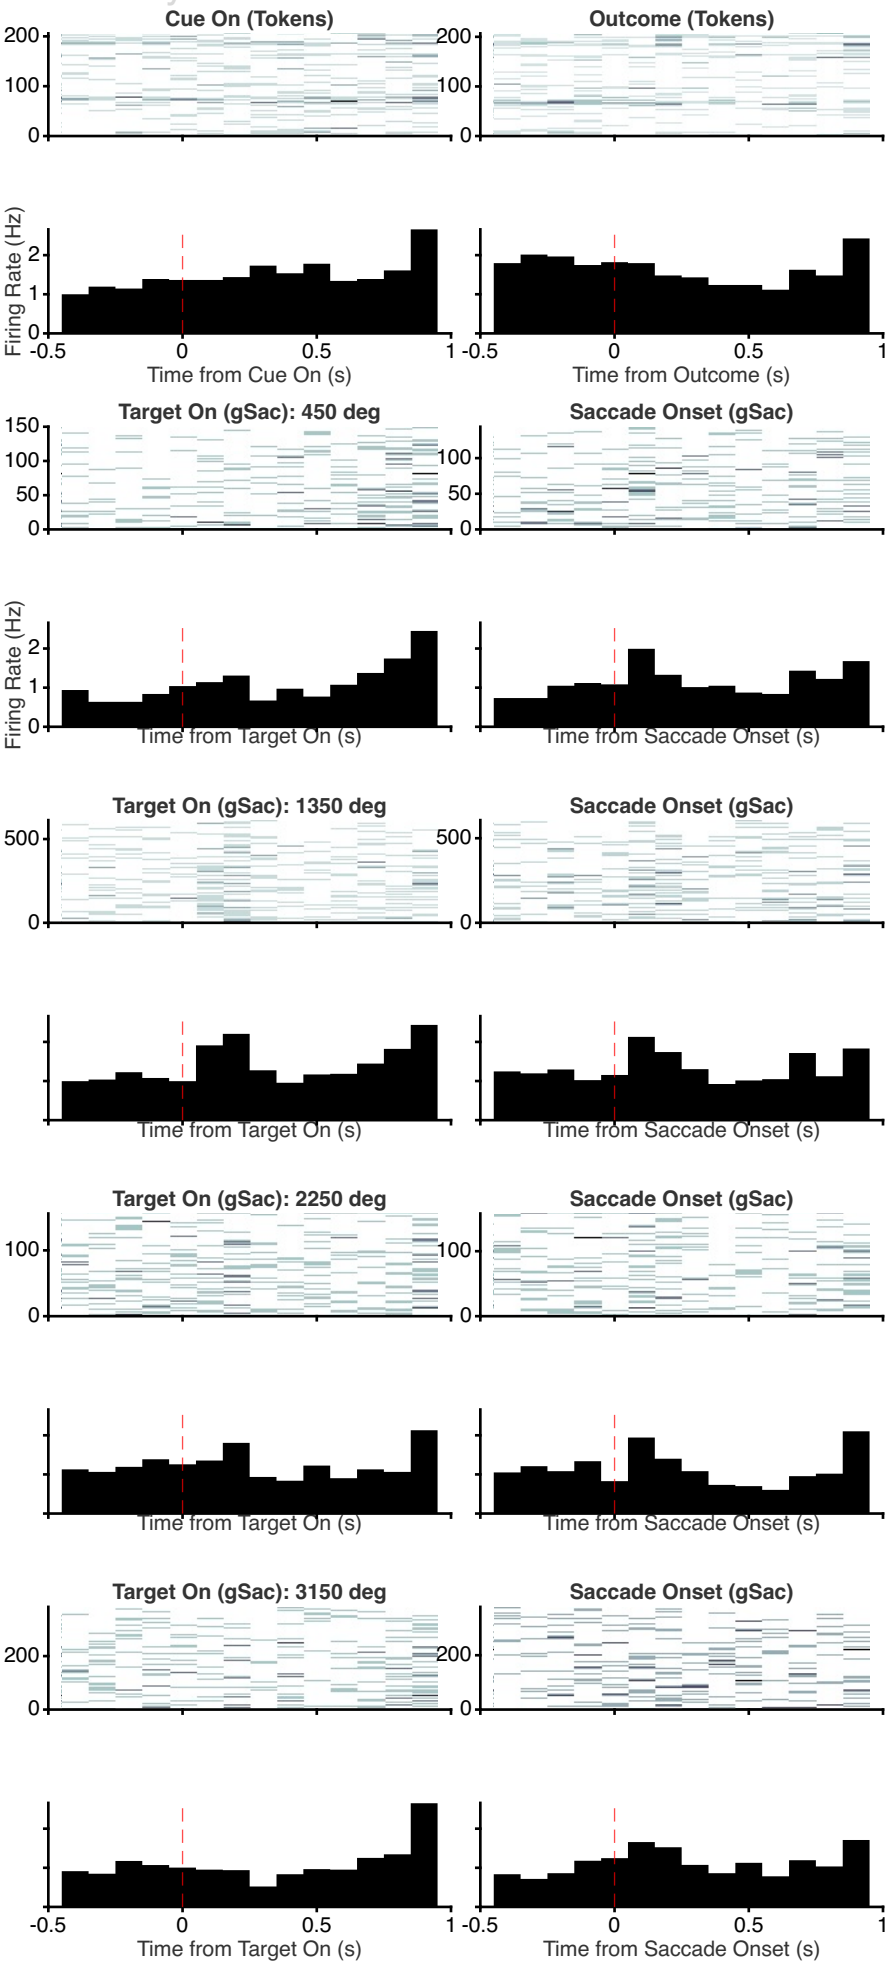 Cue On (Tokens)
Outcome (Tokens)
200
100
0
200
100
0
Firing Rate (Hz)
2
1
0
-0.5
0
0.5
1
-0.5
0
0.5
1
Time from Cue On (s)
Time from Outcome (s)
Target On (gSac): 450 deg
Saccade Onset (gSac)
150
100
50
0
100
50
0
Firing Rate (Hz)
2
1
0
Time from Target On (s)
Time from Saccade Onset (s)
Target On (gSac): 1350 deg
Saccade Onset (gSac)
500
0
500
0
Time from Target On (s)
Time from Saccade Onset (s)
Target On (gSac): 2250 deg
Saccade Onset (gSac)
100
0
100
0
Time from Target On (s)
Time from Saccade Onset (s)
Target On (gSac): 3150 deg
Saccade Onset (gSac)
200
0
200
0
-0.5
0
0.5
1
-0.5
0
0.5
1
Time from Target On (s)
Time from Saccade Onset (s)